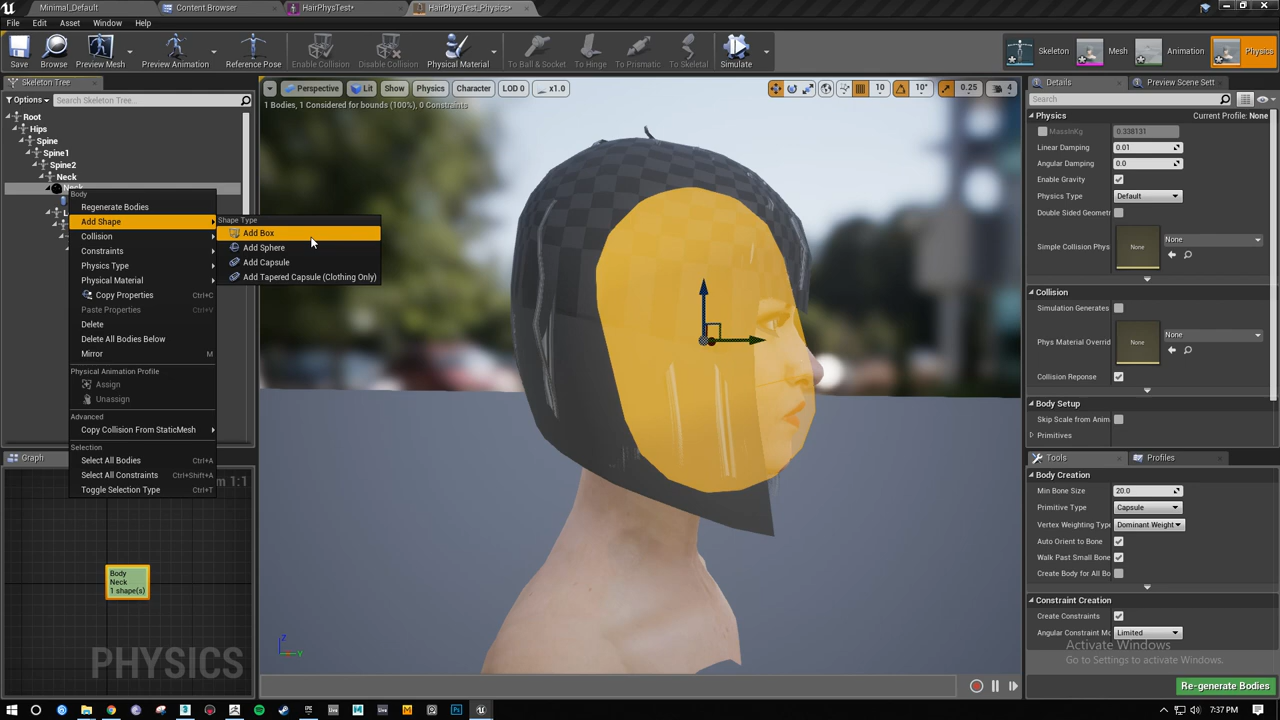 Minimal_Default
Content Browser
HairPhysTest*
HairPhysTest_Physics*
File Edit Asset Window Help
Save
Browse
Preview Mesh
Preview Animation
Reference Pose
Enable Collision
Disable Collision
Physical Material
To Ball & Socket
To Hinge
To Prismatic
To Skeletal
Simulate
Skeleton
Mesh
Animation
Physics
Skeleton Tree
Options
Search Skeleton Tree...
Root
Hips
Spine
Spine1
Spine2
Neck
Body
Regenerate Bodies
Add Shape
Collision
Constraints
Physics Type
Physical Material
Copy Properties Ctrl+C
Paste Properties Ctrl+V
Delete
Delete All Bodies Below
Mirror M
Physical Animation Profile
Assign
Unassign
Advanced
Copy Collision From StaticMesh
Selection
Select All Bodies Ctrl+A
Select All Constraints Ctrl+Shift+A
Toggle Selection Type Ctrl+T
Shape Type
Add Box
Add Sphere
Add Capsule
Add Tapered Capsule (Clothing Only)
Graph
m 1:1
Body
Neck
1 shape(s)
PHYSICS
Perspective
Lit
Show
Physics
Character
LOD 0
x1.0
10
10°
0.25
4
1 Bodies, 1 Considered for bounds (100%), 0 Constraints
Z
Y
Details
Preview Scene Sett
Search
Physics
Current Profile: None
MassInKg 0.338131
Linear Damping 0.01
Angular Damping 0.0
Enable Gravity
Physics Type Default
Double Sided Geomet
Simple Collision Phys
None
None
Collision
Simulation Generates
Phys Material Overrid
None
None
Collision Reponse
Body Setup
Skip Scale from Anim
Primitives
Tools
Profiles
Body Creation
Min Bone Size 20.0
Primitive Type Capsule
Vertex Weighting Type Dominant Weight
Auto Orient to Bone
Walk Past Small Bone
Create Body for All Bo
Constraint Creation
Create Constraints
Angular Constraint Mo Limited
Activate Windows
Go to Settings to activate Windows.
Re-generate Bodies
7:37 PM